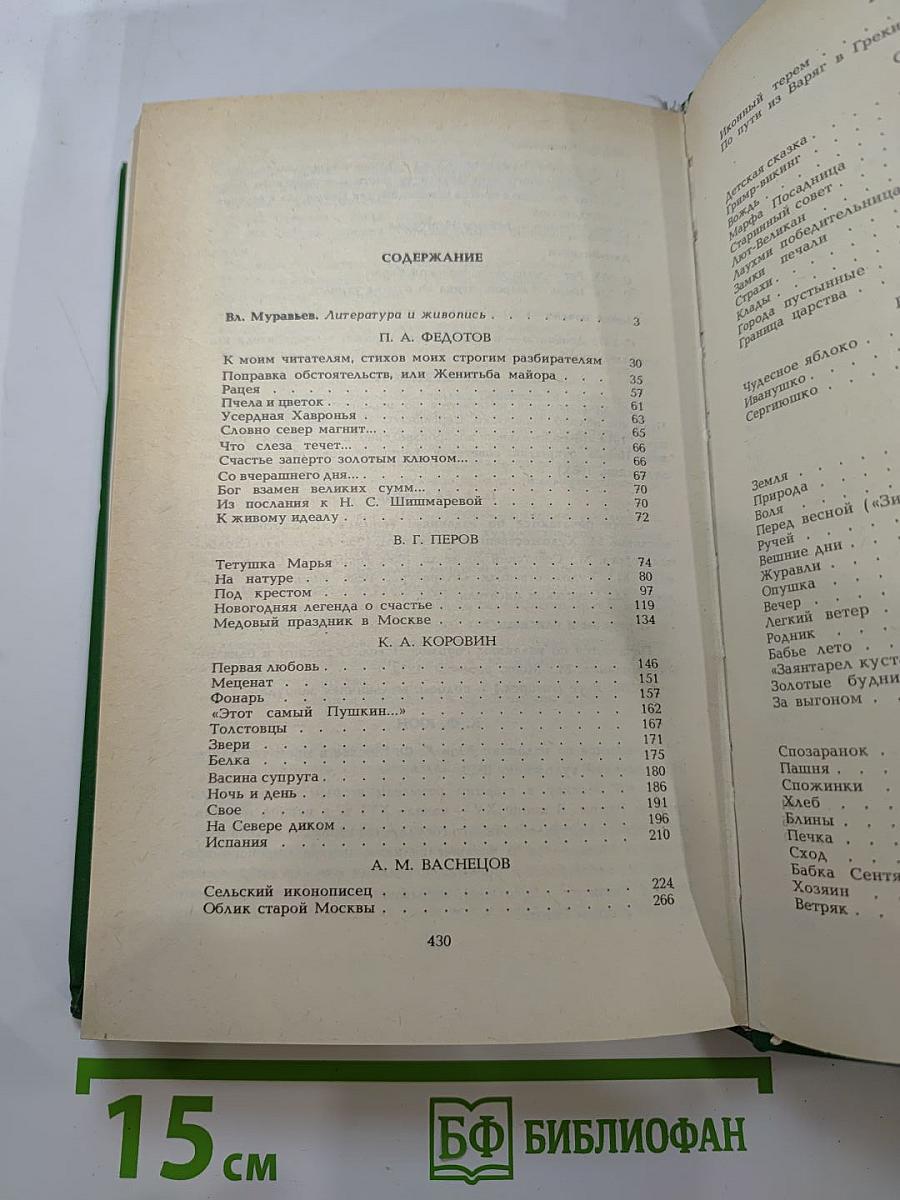 СОДЕРЖАНИЕ
Вл. Муравьев. Литература и живопись . . . . . . . 3
П. А. ФЕДОТОВ
К моим читателям, стихов моих строгим разбирателям 30
Поправка обстоятельств, или Женитьба майора . . . 35
Рацея . . . 57
Пчела и цветок . . . 61
Усердная Хавронья . . . 63
Словно север магнит... . . . 65
Что слеза течет... . . . 66
Счастье заперто золотым ключом... . . . 66
Со вчерашнего дня... . . . 67
Бог взамен великих сумм... . . . 70
Из послания к Н. С. Шишмаревой . . . 70
К живому идеалу . . . 72
В. Г. ПЕРОВ
Тетушка Марья . . . 74
На натуре . . . 80
Под крестом . . . 97
Новогодняя легенда о счастье . . . 119
Медовый праздник в Москве . . . 134
К. А. КОРОВИН
Первая любовь . . . 146
Меценат . . . 151
Фонарь . . . 157
«Этот самый Пушкин...» . . . 162
Толстовцы . . . 167
Звери . . . 171
Белка . . . 175
Васина супруга . . . 180
Ночь и день . . . 186
Свое . . . 191
На Севере диком . . . 196
Испания . . . 210
А. М. ВАСНЕЦОВ
Сельский иконописец . . . 224
Облик старой Москвы . . . 266
430
Иконный терем . . .
По пути из Варяг в Греки
Детская сказка . . .
Гримр-викинг . . .
Вождь . . .
Марфа Посадница . . .
Старинный совет . . .
Лют-Великан . . .
Лаухми победительница
Замки печали . . .
Страхи . . .
Клады . . .
Города пустынные . . .
Граница царства . . .
Чудесное яблоко . . .
Иванушко . . .
Сергиюшко . . .
Земля . . .
Природа . . .
Воля . . .
Перед весной («Зи
Ручей . . .
Вешние дни . . .
Журавли . . .
Опушка . . .
Вечер . . .
Легкий ветер . . .
Родник . . .
Бабье лето . . .
«Заянтарел куста
Золотые будни
За выгоном . . .
Спозаранок . . .
Пашня . . .
Спожинки . . .
Хлеб . . .
Блины . . .
Печка . . .
Сход . . .
Бабка Сентя
Хозяин . . .
Ветряк . . .
15 см
БФ БИБЛИОФАН